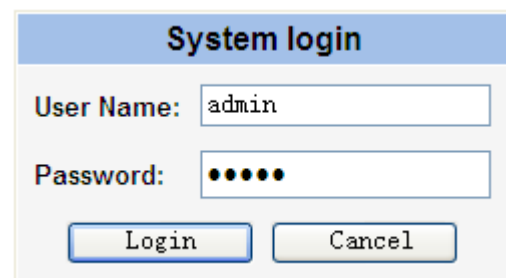 System login
User Name: admin
Password: •••••
Login Cancel